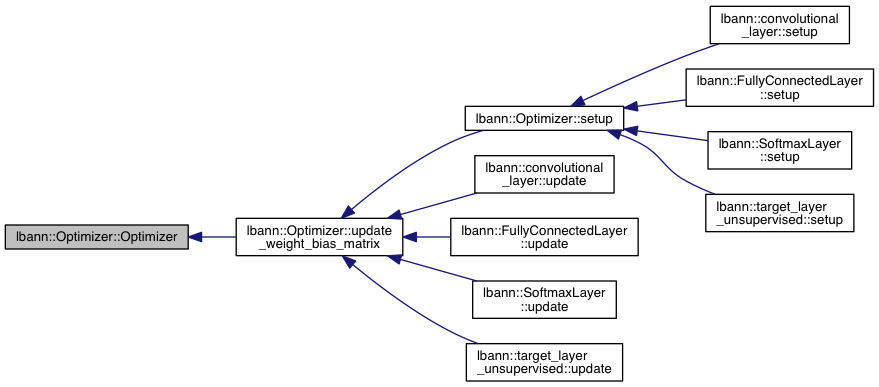 lbann::Optimizer::Optimizer
lbann::Optimizer::update
_weight_bias_matrix
lbann::Optimizer::setup
lbann::convolutional
_layer::setup
lbann::FullyConnectedLayer
::setup
lbann::SoftmaxLayer
::setup
lbann::target_layer
_unsupervised::setup
lbann::convolutional
_layer::update
lbann::FullyConnectedLayer
::update
lbann::SoftmaxLayer
::update
lbann::target_layer
_unsupervised::update